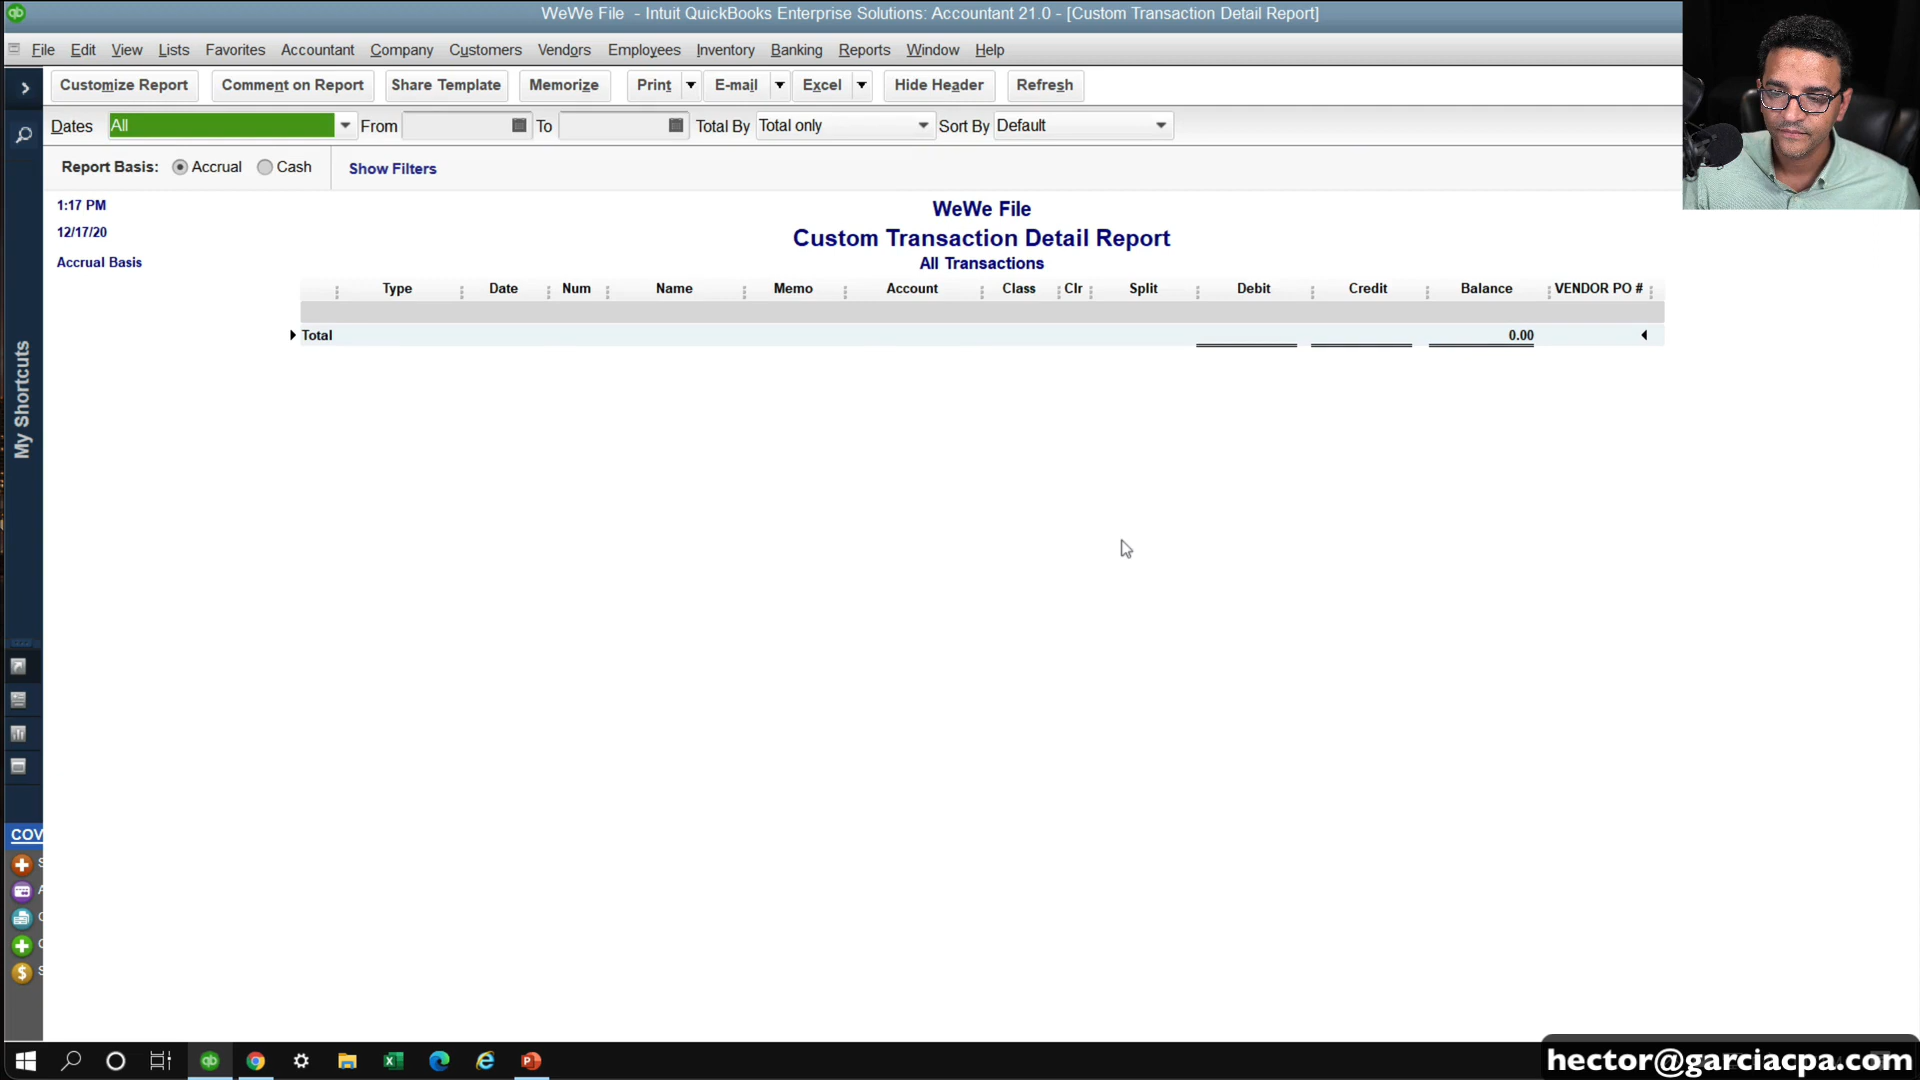 WeWe File - Intuit QuickBooks Enterprise Solutions: Accountant 21.0 - [Custom Transaction Detail Report]
File Edit View Lists Favorites Accountant Company Customers Vendors Employees Inventory Banking Reports Window Help
Customize Report Comment on Report Share Template Memorize Print E-mail Excel Hide Header Refresh
Dates All From To Total By Total only Sort By Default
Report Basis: Accrual Cash Show Filters
1:17 PM
12/17/20
Accrual Basis
WeWe File
Custom Transaction Detail Report
All Transactions
Type Date Num Name Memo Account Class Clr Split Debit Credit Balance VENDOR PO #
Total 0.00
My Shortcuts
COV
S
A
O
O
S
hector@garciacpa.com